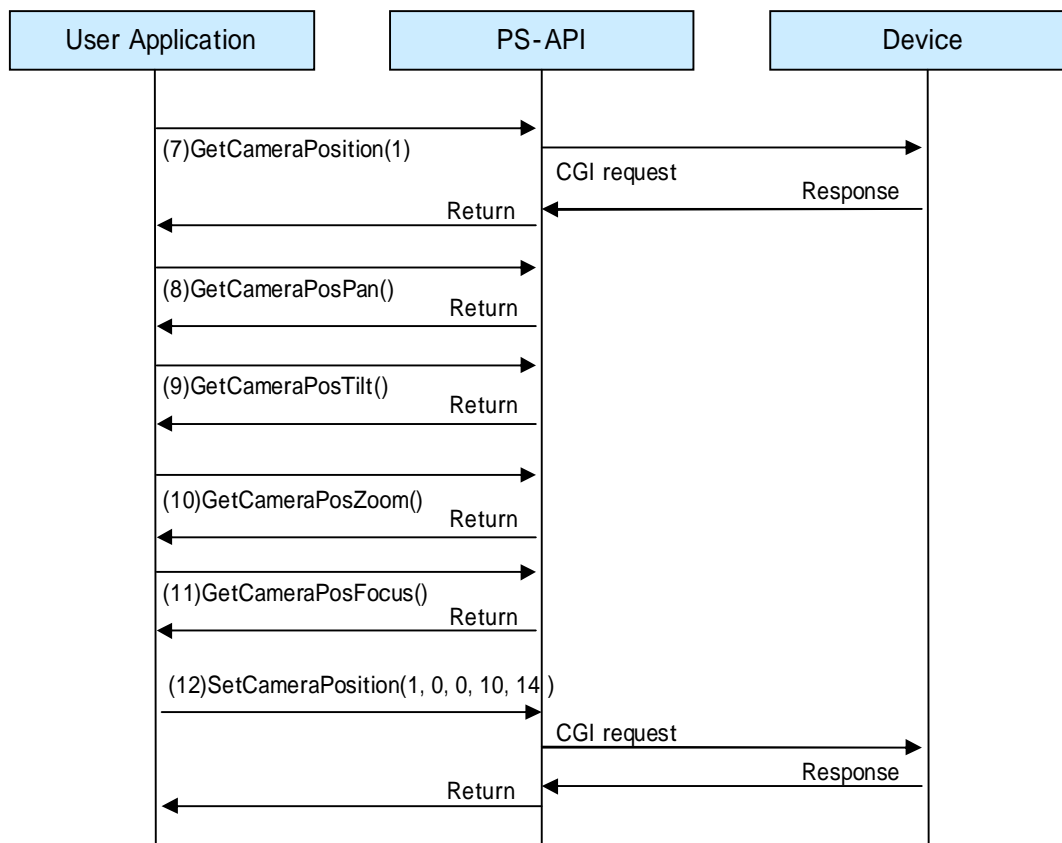 User Application
PS-API
Device
(7)GetCameraPosition(1)
CGI request
Response
Return
(8)GetCameraPosPan()
Return
(9)GetCameraPosTilt()
Return
(10)GetCameraPosZoom()
Return
(11)GetCameraPosFocus()
Return
(12)SetCameraPosition(1, 0, 0, 10, 14 )
CGI request
Response
Return